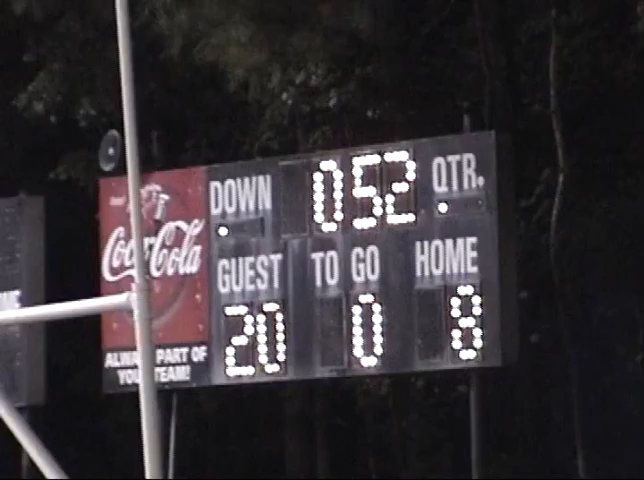 DOWN 052 QTR.
Coca-Cola
GUEST TO GO HOME
20 0 8
ALWAYS PART OF
YOUR TEAM!